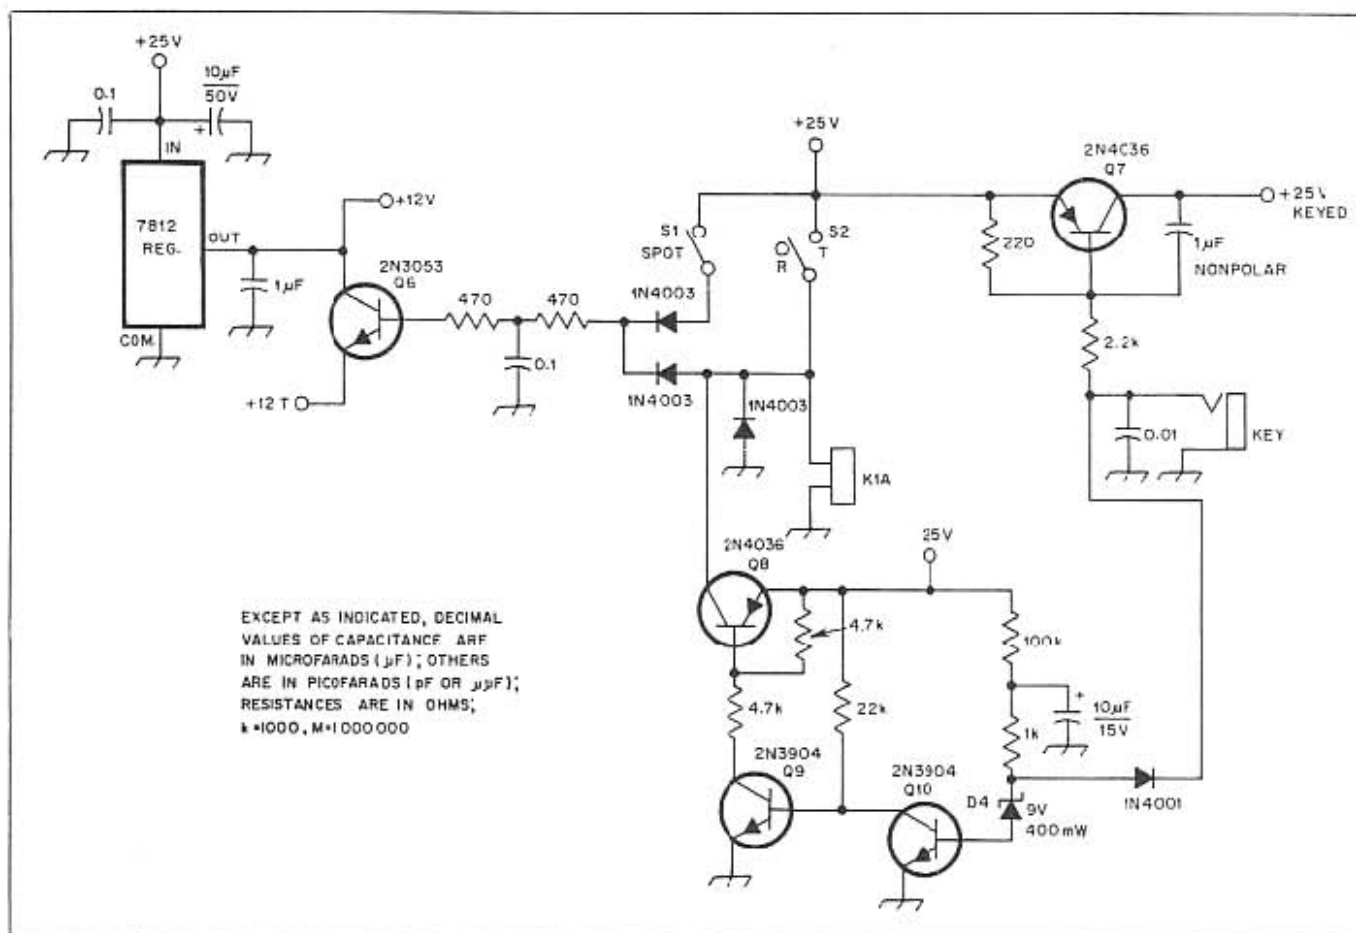 +25V
10µF
50V
0.1
+
IN
7812
REG.
OUT
COM.
1µF
+12V
2N3053
Q6
+12T
470
470
0.1
1N4003
1N4003
1N4003
S1
SPOT
+25V
S2
T
R
K1A
2N4C36
Q7
220
+25V
KEYED
1µF
NONPOLAR
2.2k
0.01
KEY
2N4036
Q8
25V
4.7k
4.7k
22k
100k
+
10µF
15V
1k
2N3904
Q9
2N3904
Q10
D4
9V
400mW
1N4001
EXCEPT AS INDICATED, DECIMAL
VALUES OF CAPACITANCE ARE
IN MICROFARADS (µF); OTHERS
ARE IN PICOFARADS (pF OR µµF);
RESISTANCES ARE IN OHMS;
k=1000, M=1000000